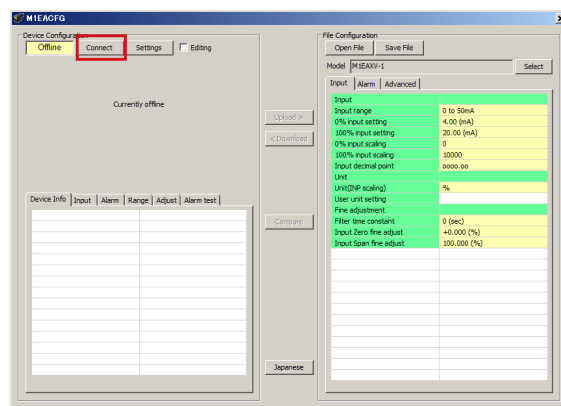 M1EACFG
Device Configuration
Offline Connect Settings Editing
Currently offline
Device Info Input Alarm Range Adjust Alarm test
Upload >
< Download
Compare
Japanese
File Configuration
Open File Save File
Model M1EAXV-1 Select
Input Alarm Advanced
Input
Input range 0 to 50mA
0% input setting 4.00 (mA)
100% input setting 20.00 (mA)
0% input scaling 0
100% input scaling 10000
Input decimal point oooo.oo
Unit
Unit(INP scaling) %
User unit setting
Fine adjustment
Filter time constant 0 (sec)
Input Zero fine adjust +0.000 (%)
Input Span fine adjust 100.000 (%)